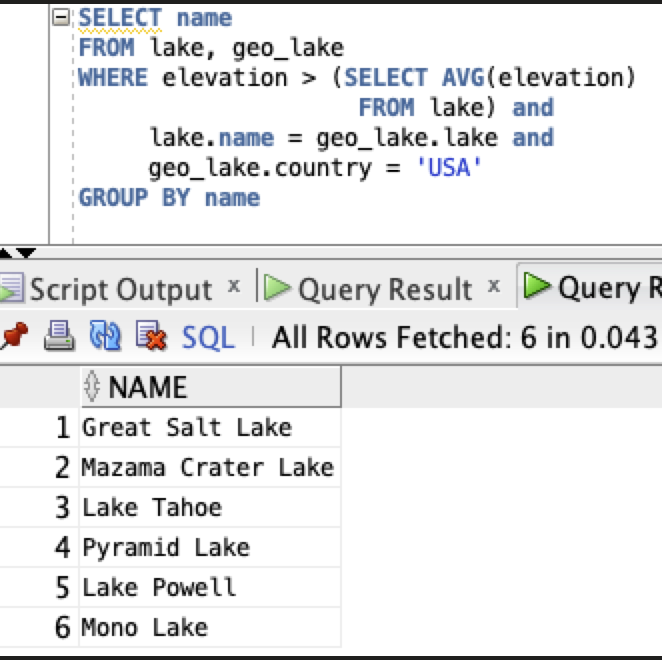 SELECT name
FROM lake, geo_lake
WHERE elevation > (SELECT AVG(elevation)
FROM lake) and
lake.name = geo_lake.lake and
geo_lake.country = 'USA'
GROUP BY name
Script Output x Query Result x Query R
SQL All Rows Fetched: 6 in 0.043
NAME
1 Great Salt Lake
2 Mazama Crater Lake
3 Lake Tahoe
4 Pyramid Lake
5 Lake Powell
6 Mono Lake